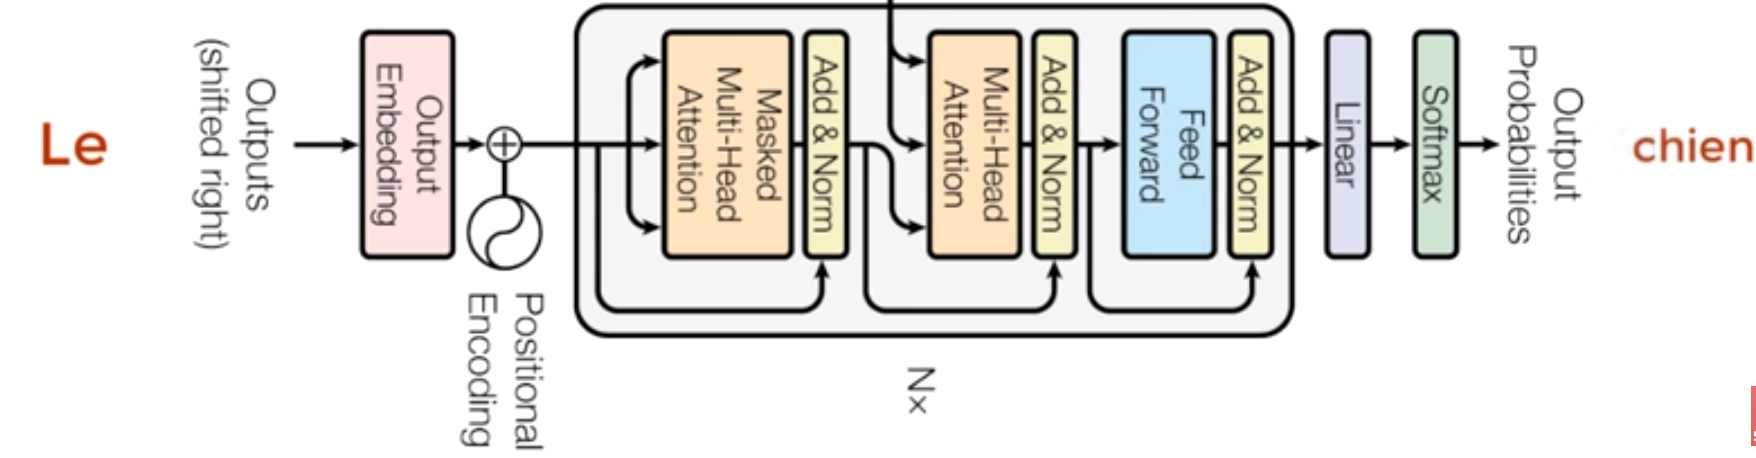 Le
Outputs
(shifted right)
Output
Embedding
Positional
Encoding
Masked
Multi-Head
Attention
Add & Norm
Multi-Head
Attention
Add & Norm
Feed
Forward
Add & Norm
Nx
Linear
Softmax
Output
Probabilities
chien